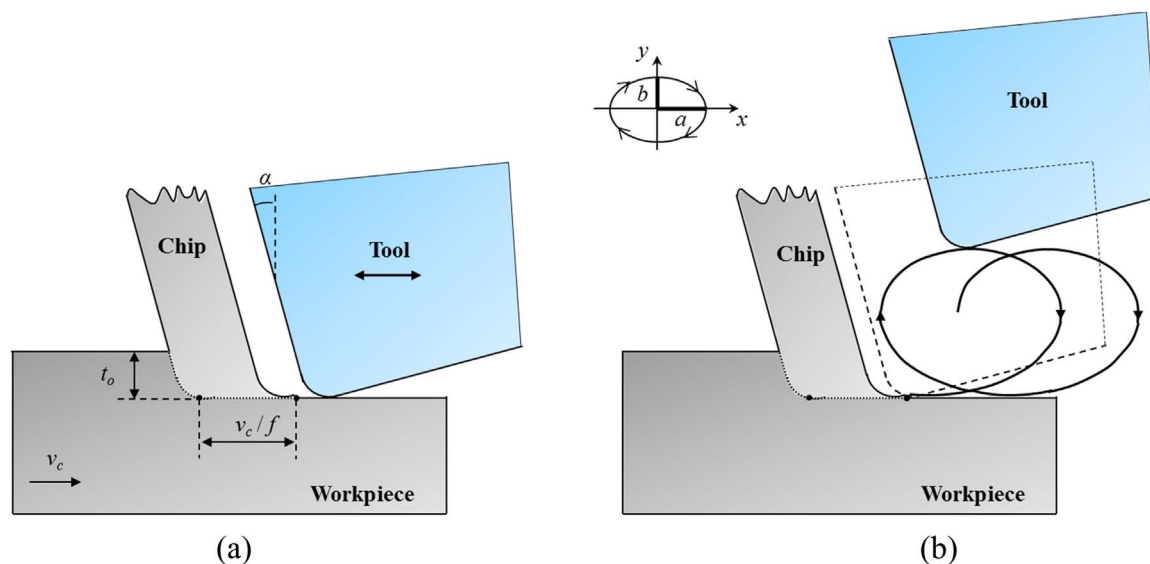 α
Chip
Tool
t_o
v_c / f
v_c
Workpiece
(a)
y
b
a
x
Tool
Chip
Workpiece
(b)